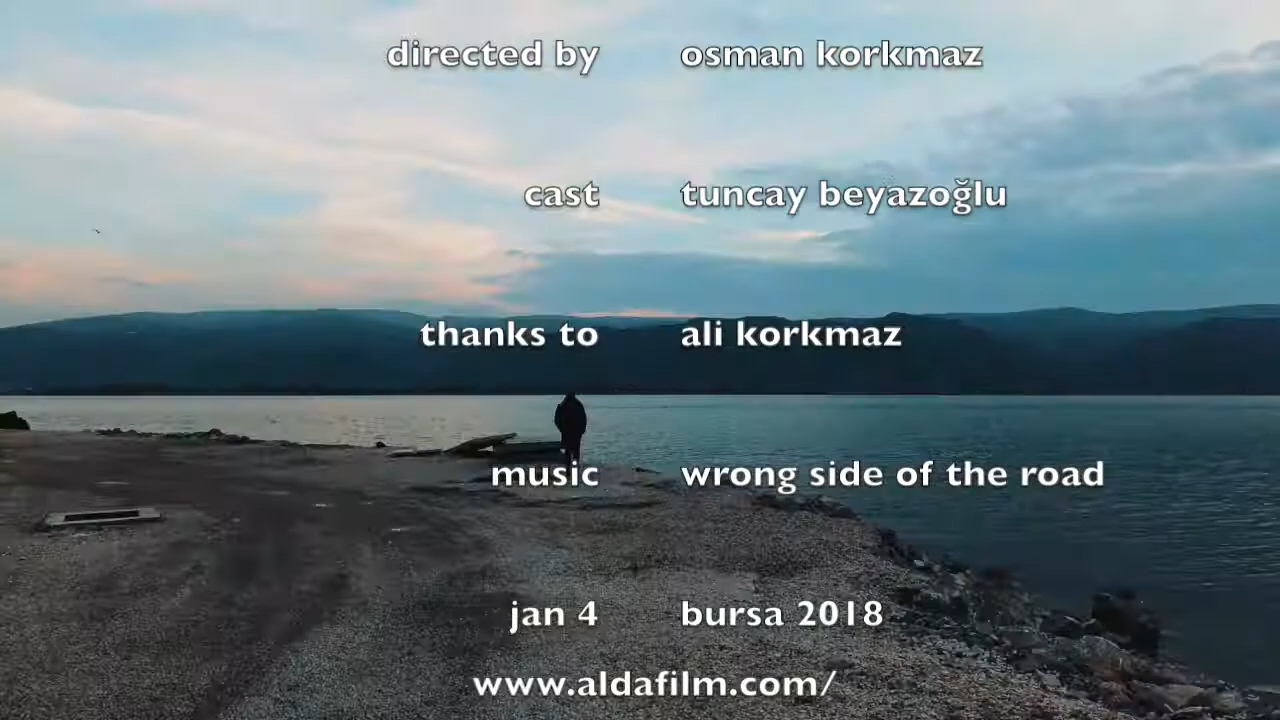 directed by osman korkmaz
cast tuncay beyazoğlu
thanks to ali korkmaz
music wrong side of the road
jan 4 bursa 2018
www.aldafilm.com/